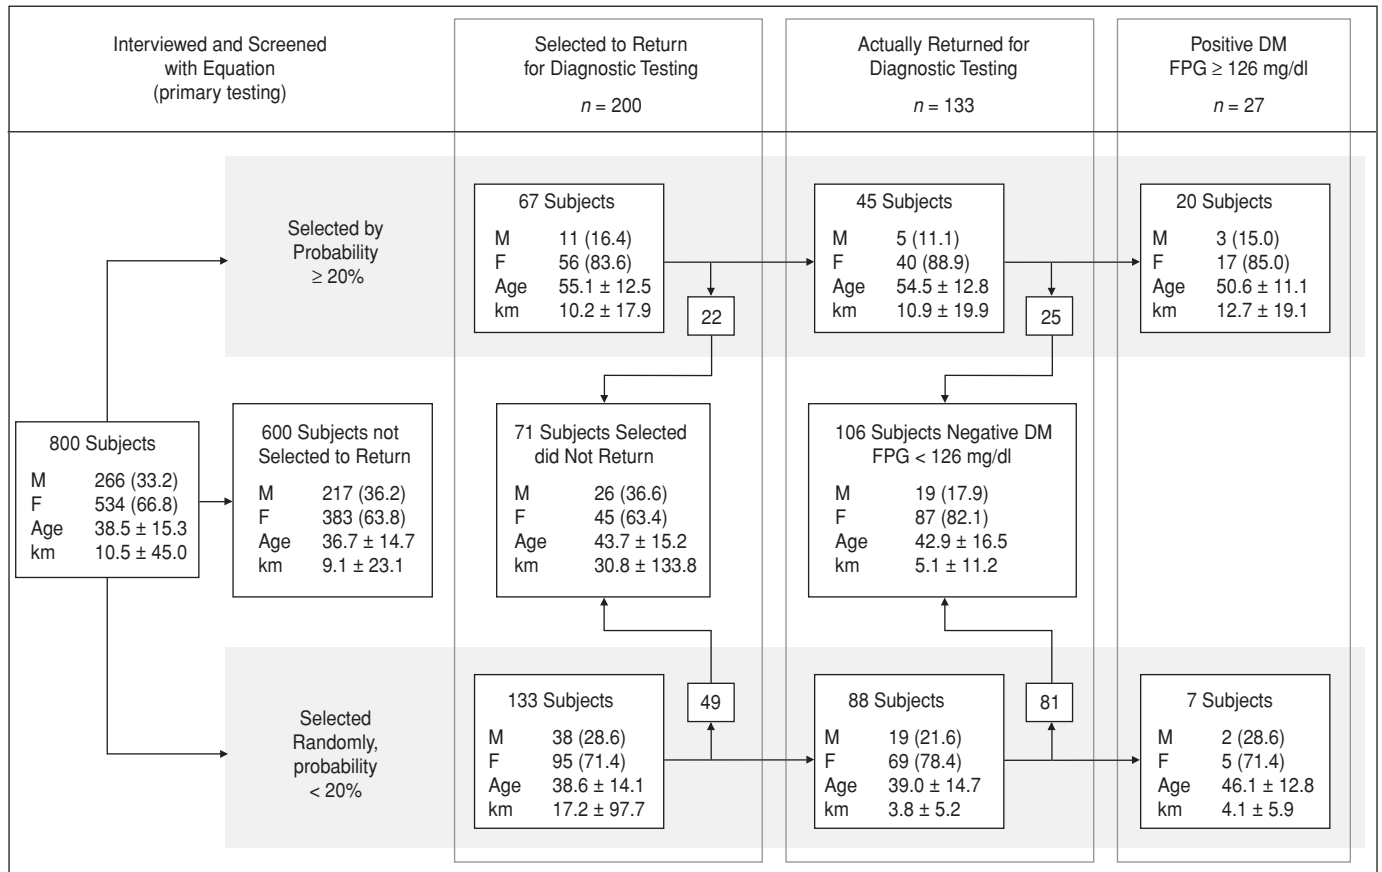 Interviewed and Screened
with Equation
(primary testing)
Selected to Return
for Diagnostic Testing
n = 200
Actually Returned for
Diagnostic Testing
n = 133
Positive DM
FPG ≥ 126 mg/dl
n = 27
Selected by
Probability
≥ 20%
67 Subjects
M 11 (16.4)
F 56 (83.6)
Age 55.1 ± 12.5
km 10.2 ± 17.9
22
45 Subjects
M 5 (11.1)
F 40 (88.9)
Age 54.5 ± 12.8
km 10.9 ± 19.9
25
20 Subjects
M 3 (15.0)
F 17 (85.0)
Age 50.6 ± 11.1
km 12.7 ± 19.1
800 Subjects
M 266 (33.2)
F 534 (66.8)
Age 38.5 ± 15.3
km 10.5 ± 45.0
600 Subjects not
Selected to Return
M 217 (36.2)
F 383 (63.8)
Age 36.7 ± 14.7
km 9.1 ± 23.1
71 Subjects Selected
did Not Return
M 26 (36.6)
F 45 (63.4)
Age 43.7 ± 15.2
km 30.8 ± 133.8
106 Subjects Negative DM
FPG < 126 mg/dl
M 19 (17.9)
F 87 (82.1)
Age 42.9 ± 16.5
km 5.1 ± 11.2
Selected
Randomly,
probability
< 20%
133 Subjects
M 38 (28.6)
F 95 (71.4)
Age 38.6 ± 14.1
km 17.2 ± 97.7
49
88 Subjects
M 19 (21.6)
F 69 (78.4)
Age 39.0 ± 14.7
km 3.8 ± 5.2
81
7 Subjects
M 2 (28.6)
F 5 (71.4)
Age 46.1 ± 12.8
km 4.1 ± 5.9